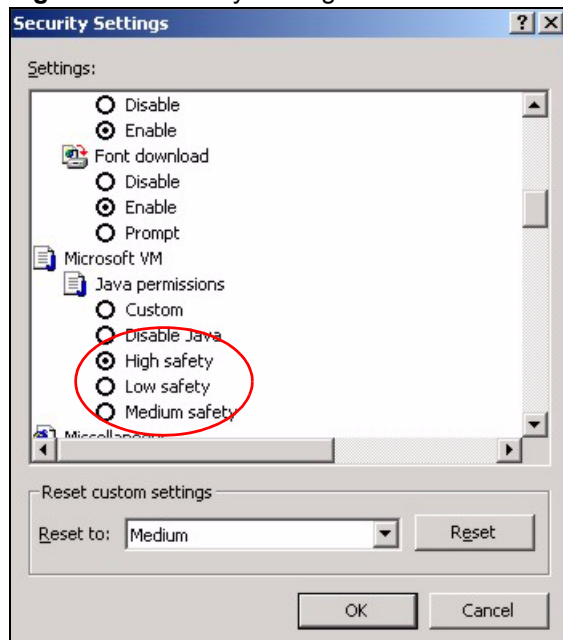 Security Settings
Settings:
Disable
Enable
Font download
Disable
Enable
Prompt
Microsoft VM
Java permissions
Custom
Disable Java
High safety
Low safety
Medium safety
Reset custom settings
Reset to: Medium Reset
OK Cancel